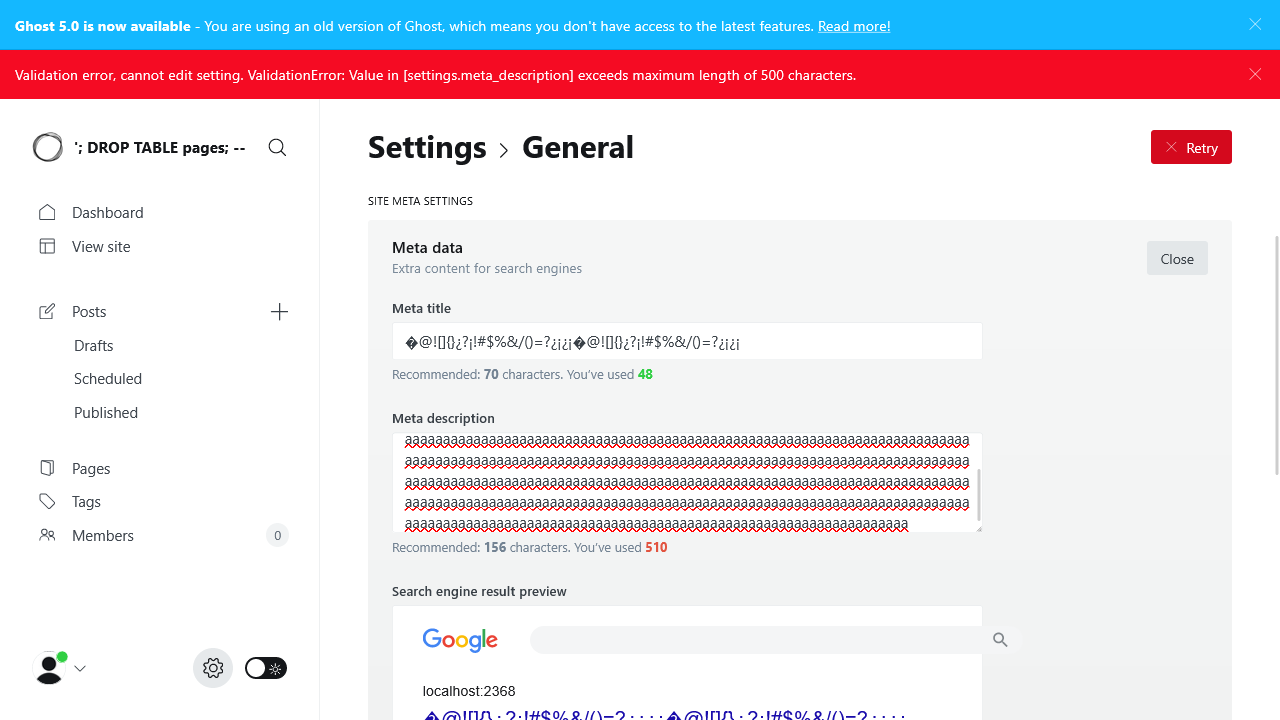 Ghost 5.0 is now available - You are using an old version of Ghost, which means you don't have access to the latest features. Read more!
Validation error, cannot edit setting. ValidationError: Value in [settings.meta_description] exceeds maximum length of 500 characters.
'; DROP TABLE pages; --
Dashboard
View site
Posts
Drafts
Scheduled
Published
Pages
Tags
Members
0
Settings
General
Retry
SITE META SETTINGS
Meta data
Extra content for search engines
Close
Meta title
�@![]{}¿?¡!#$%&/()=?¿¡¿¡�@![]{}¿?¡!#$%&/()=?¿¡¿¡
Recommended: 70 characters. You've used 48
Meta description
Recommended: 156 characters. You've used 510
Search engine result preview
Google
localhost:2368